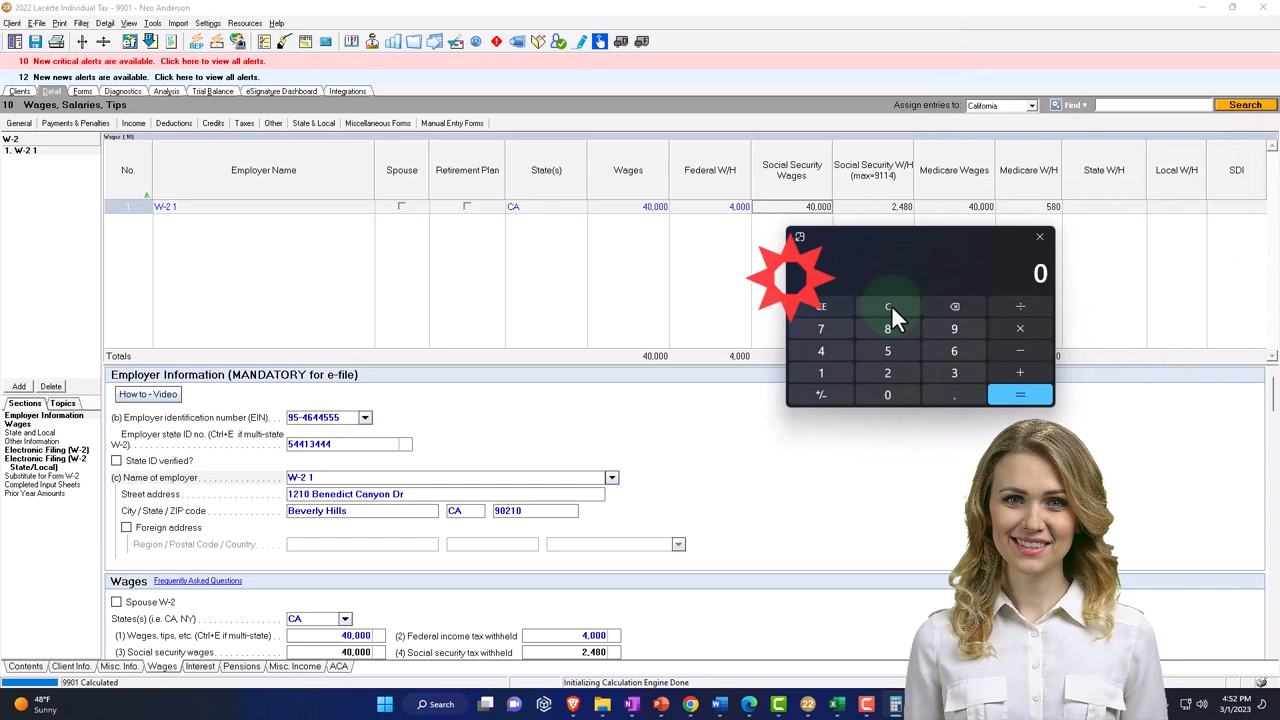 2022 Lacerte Individual Tax - 9901 - Neo Anderson
Client E-File Print Filter Detail View Tools Import Settings Resources Help
10 New critical alerts are available. Click here to view all alerts.
12 New news alerts are available. Click here to view all alerts.
Clients Detail Forms Diagnostics Analysis Trial Balance eSignature Dashboard Integrations
10 Wages, Salaries, Tips Assign entries to: California Find Search
General Payments & Penalties Income Deductions Credits Taxes Other State & Local Miscellaneous Forms Manual Entry Forms
W-2 Wages (10)
1. W-2 1
No. Employer Name Spouse Retirement Plan State(s) Wages Federal W/H Social Security Wages Social Security W/H (max=9114) Medicare Wages Medicare W/H State W/H Local W/H SDI
1 W-2 1 CA 40,000 4,000 40,000 2,480 40,000 580
0
CE C ÷
7 8 9 ×
4 5 6 −
1 2 3 +
+/− 0 . =
Totals 40,000 4,000
Add Delete
Sections Topics
Employer Information
Wages
State and Local
Other Information
Electronic Filing (W-2)
Electronic Filing (W-2 State/Local)
Substitute for Form W-2
Completed Input Sheets
Prior Year Amounts
Employer Information (MANDATORY for e-file)
How to - Video
(b) Employer identification number (EIN). 95-4644555
Employer state ID no. (Ctrl+E if multi-state W-2) 54413444
State ID verified?
(c) Name of employer W-2 1
Street address 1210 Benedict Canyon Dr
City / State / ZIP code Beverly Hills CA 90210
Foreign address
Region / Postal Code / Country
Wages Frequently Asked Questions
Spouse W-2
States(s) (i.e. CA, NY) CA
(1) Wages, tips, etc. (Ctrl+E if multi-state) 40,000 (2) Federal income tax withheld 4,000
(3) Social security wages 40,000 (4) Social security tax withheld 2,480
Contents Client Info. Misc. Info. Wages Interest Pensions Misc. Income ACA
9901 Calculated Initializing Calculation Engine Done
48°F
Sunny
Search
4:52 PM
3/1/2023